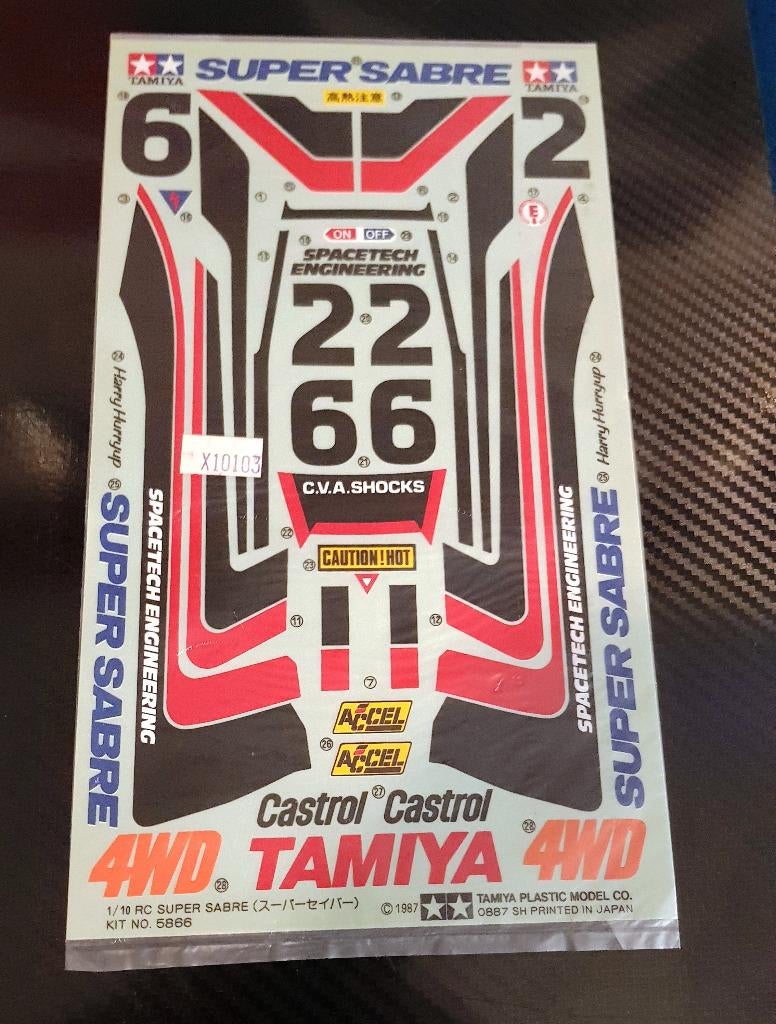 TAMIYA
SUPER SABRE
TAMIYA
高熱注意
6
2
ON OFF
E
SPACETECH
ENGINEERING
22
66
Harry Hurryup
Harry Hurryup
X10103
C.V.A.SHOCKS
CAUTION!HOT
SUPER SABRE
SPACETECH ENGINEERING
SPACETECH ENGINEERING
SUPER SABRE
ACCEL
ACCEL
Castrol Castrol
4WD TAMIYA 4WD
1/10 RC SUPER SABRE (スーパーセイバー) © 1987 TAMIYA PLASTIC MODEL CO.
KIT NO. 5866 0887 SH PRINTED IN JAPAN